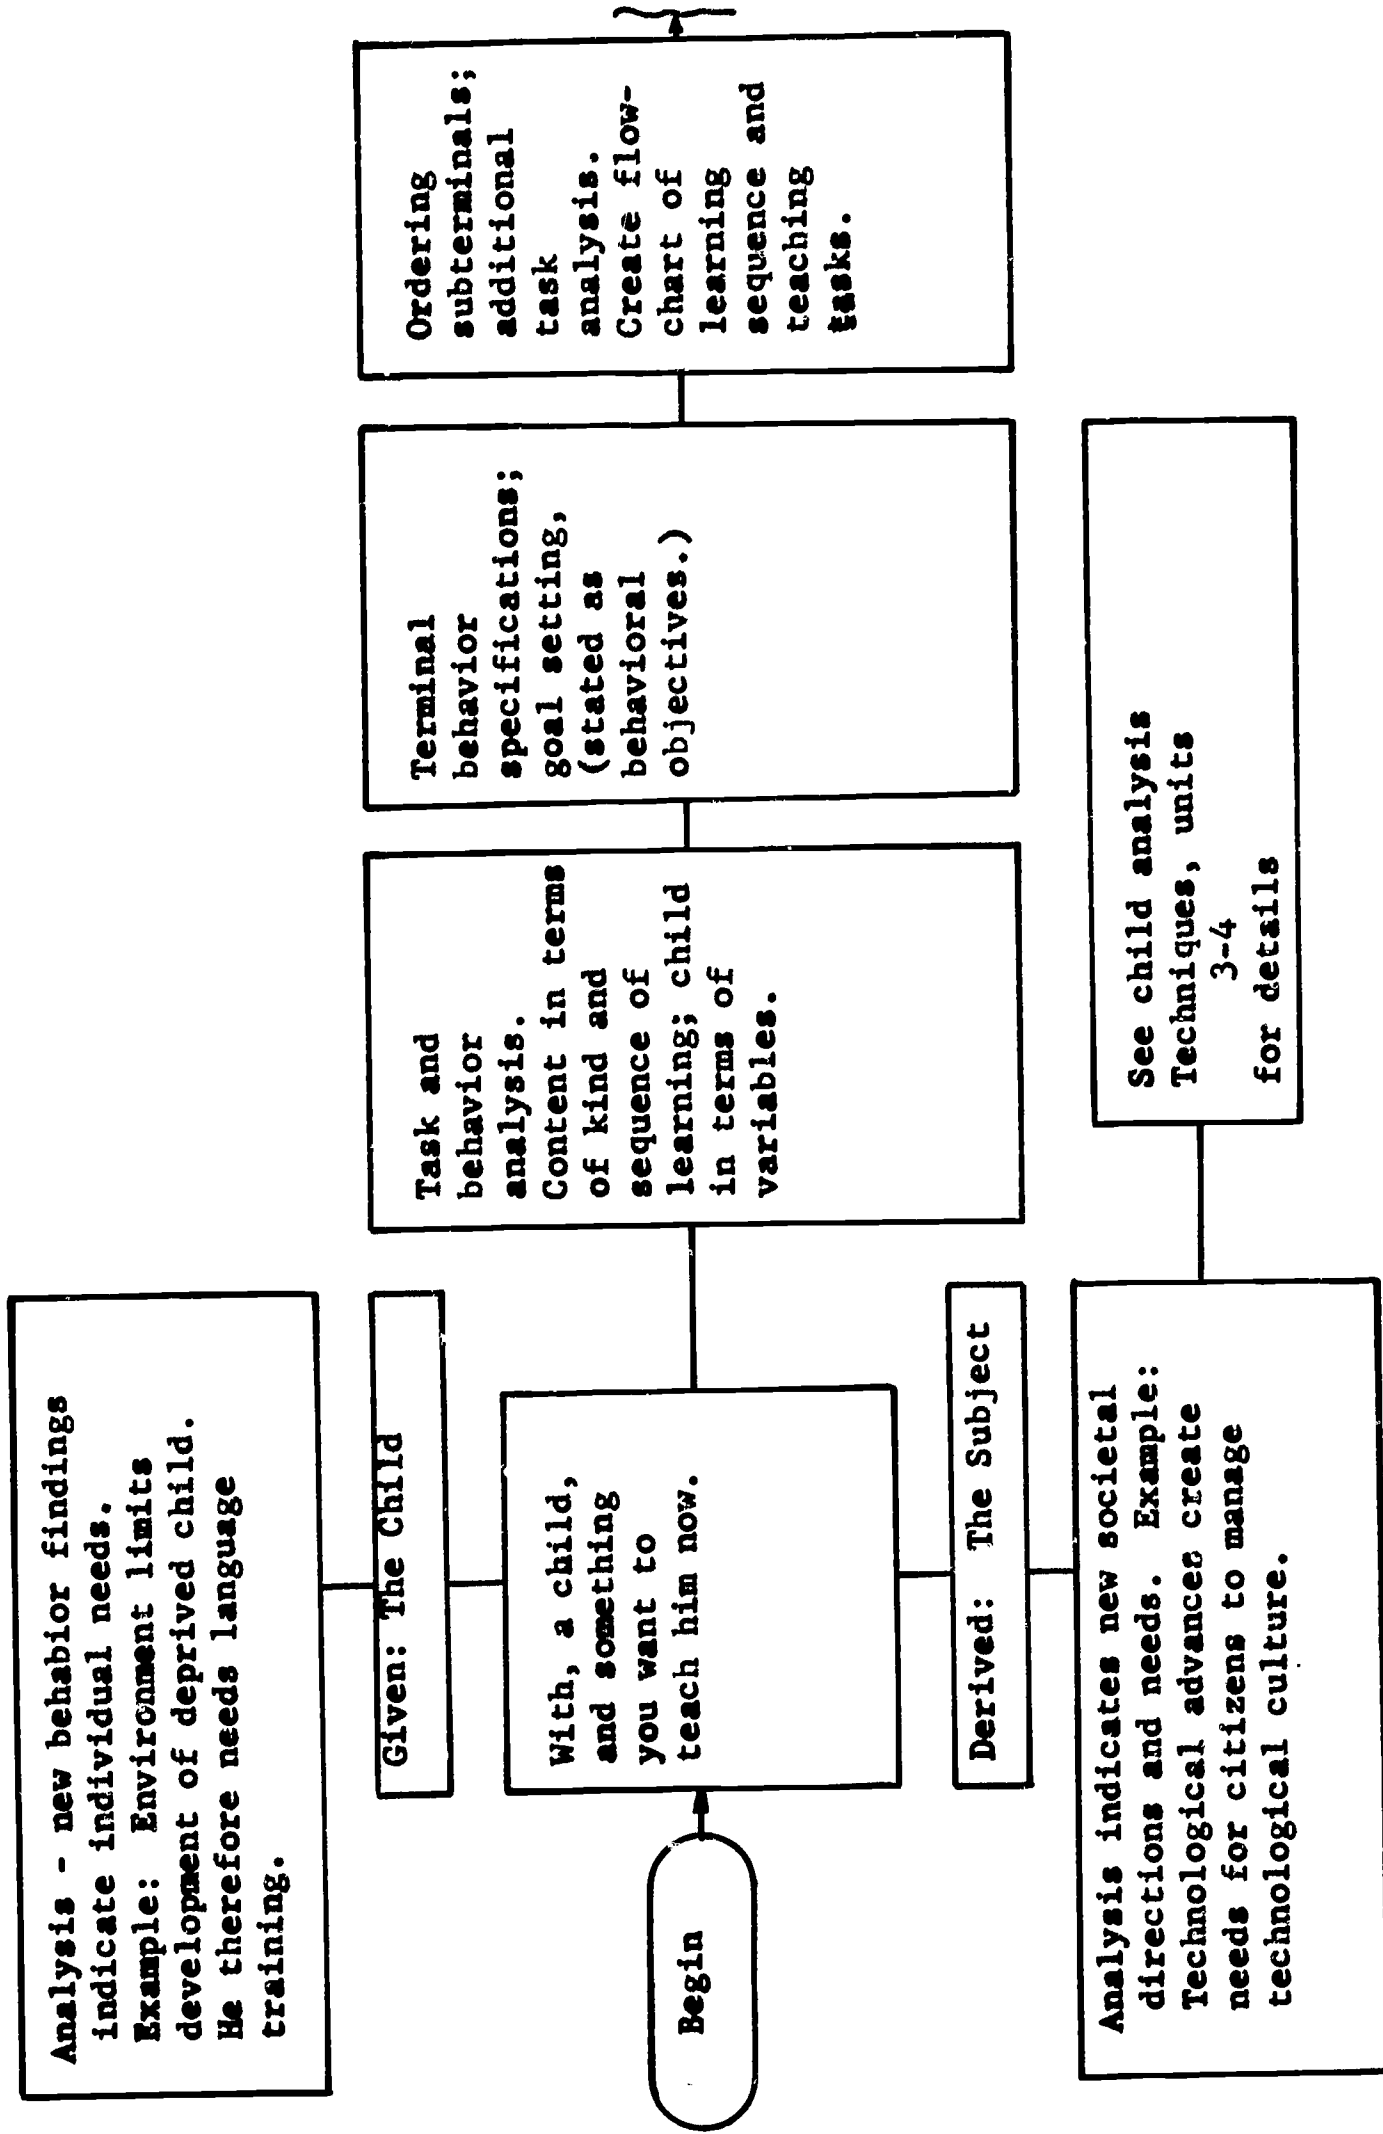 Analysis - new behabior findings
indicate individual needs.
Example: Environment limits
development of deprived child.
He therefore needs language
training.
Given: The Child
Begin
With, a child,
and something
you want to
teach him now.
Task and
behavior
analysis.
Content in terms
of kind and
sequence of
learning; child
in terms of
variables.
Terminal
behavior
specifications;
goal setting,
(stated as
behavioral
objectives.)
Ordering
subterminals;
additional
task
analysis.
Create flow-
chart of
learning
sequence and
teaching
tasks.
Derived: The Subject
Analysis indicates new societal
directions and needs. Example:
Technological advances create
needs for citizens to manage
technological culture.
See child analysis
Techniques, units
3-4
for details